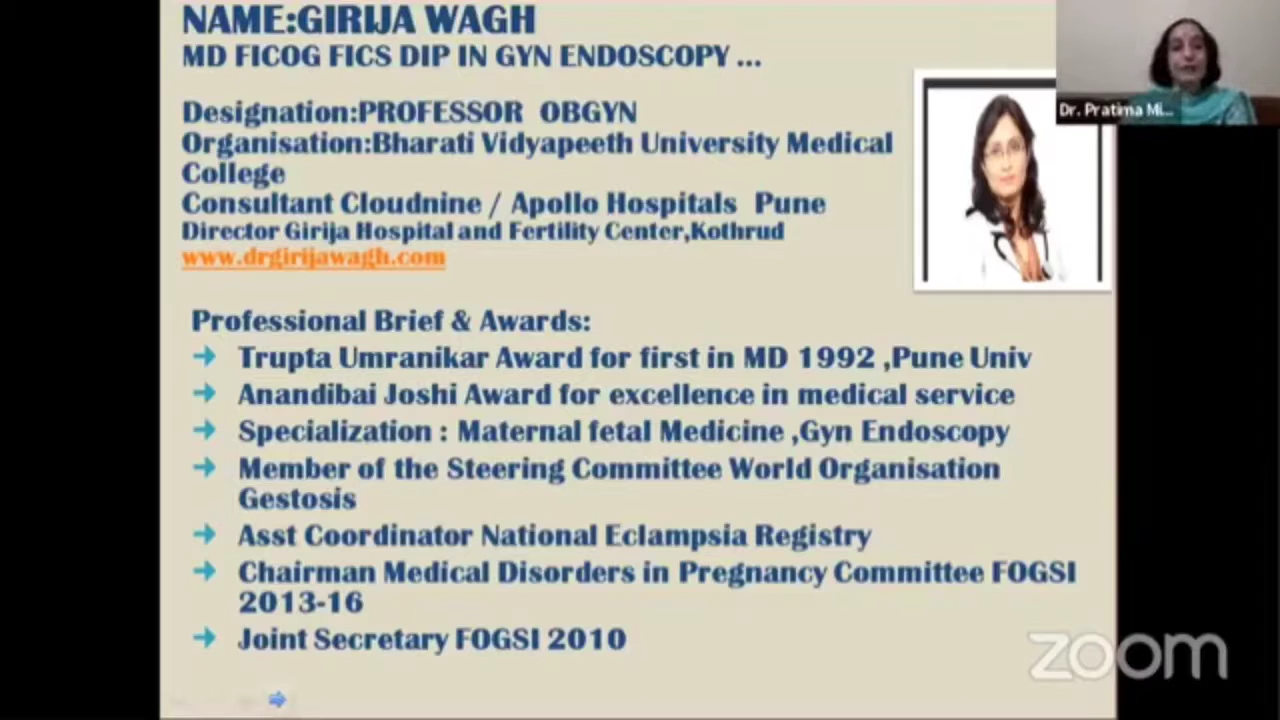 NAME:GIRIJA WAGH
MD FICOG FICS DIP IN GYN ENDOSCOPY ...
Dr. Pratima Mi...
Designation:PROFESSOR OBGYN
Organisation:Bharati Vidyapeeth University Medical
College
Consultant Cloudnine / Apollo Hospitals Pune
Director Girija Hospital and Fertility Center,Kothrud
www.drgirijawagh.com
Professional Brief & Awards:
Trupta Umranikar Award for first in MD 1992 ,Pune Univ
Anandibai Joshi Award for excellence in medical service
Specialization : Maternal fetal Medicine ,Gyn Endoscopy
Member of the Steering Committee World Organisation
Gestosis
Asst Coordinator National Eclampsia Registry
Chairman Medical Disorders in Pregnancy Committee FOGSI
2013-16
Joint Secretary FOGSI 2010
zoom